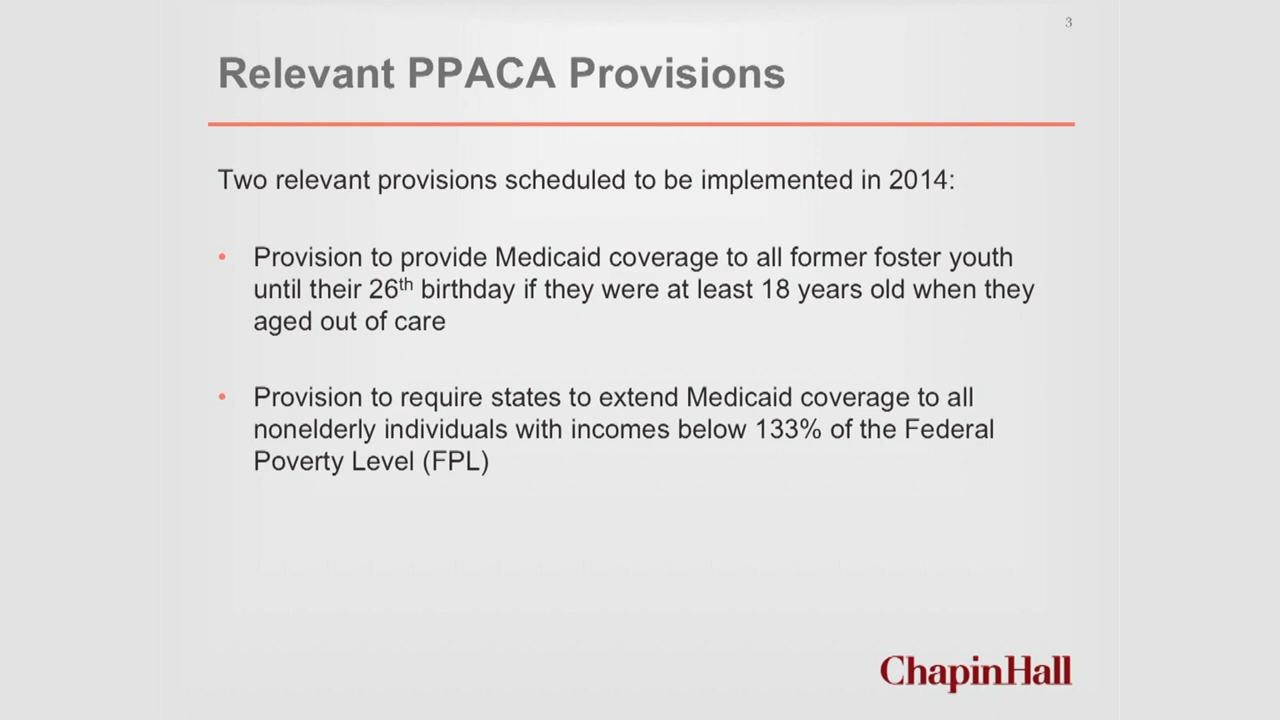 3
Relevant PPACA Provisions
Two relevant provisions scheduled to be implemented in 2014:
• Provision to provide Medicaid coverage to all former foster youth
until their 26th birthday if they were at least 18 years old when they
aged out of care
• Provision to require states to extend Medicaid coverage to all
nonelderly individuals with incomes below 133% of the Federal
Poverty Level (FPL)
ChapinHall